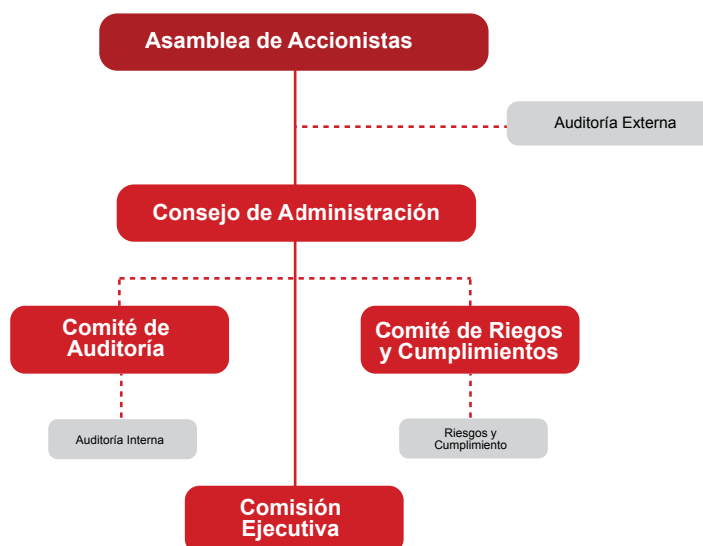 Asamblea de Accionistas
Auditoría Externa
Consejo de Administración
Comité de
Auditoría
Comité de Riegos
y Cumplimientos
Auditoría Interna
Riesgos y
Cumplimiento
Comisión
Ejecutiva